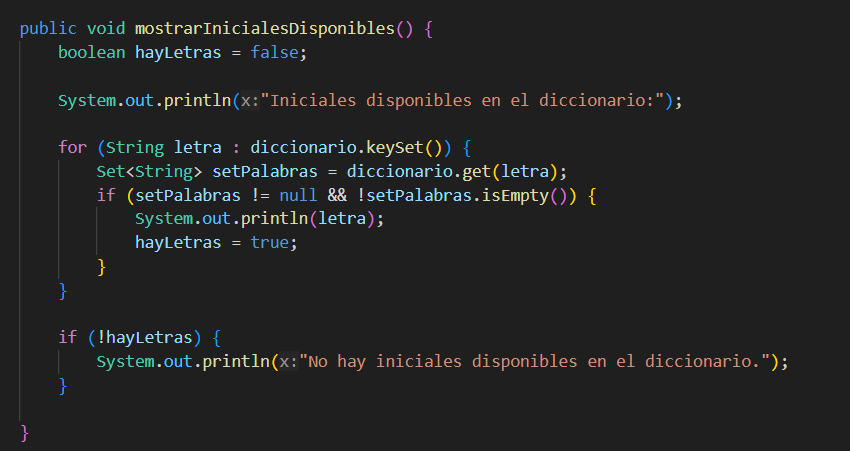 public void mostrarInicialesDisponibles() {
boolean hayLetras = false;
System.out.println(x:"Iniciales disponibles en el diccionario:");
for (String letra : diccionario.keySet()) {
Set<String> setPalabras = diccionario.get(letra);
if (setPalabras != null && !setPalabras.isEmpty()) {
System.out.println(letra);
hayLetras = true;
}
}
if (!hayLetras) {
System.out.println(x:"No hay iniciales disponibles en el diccionario.");
}
}